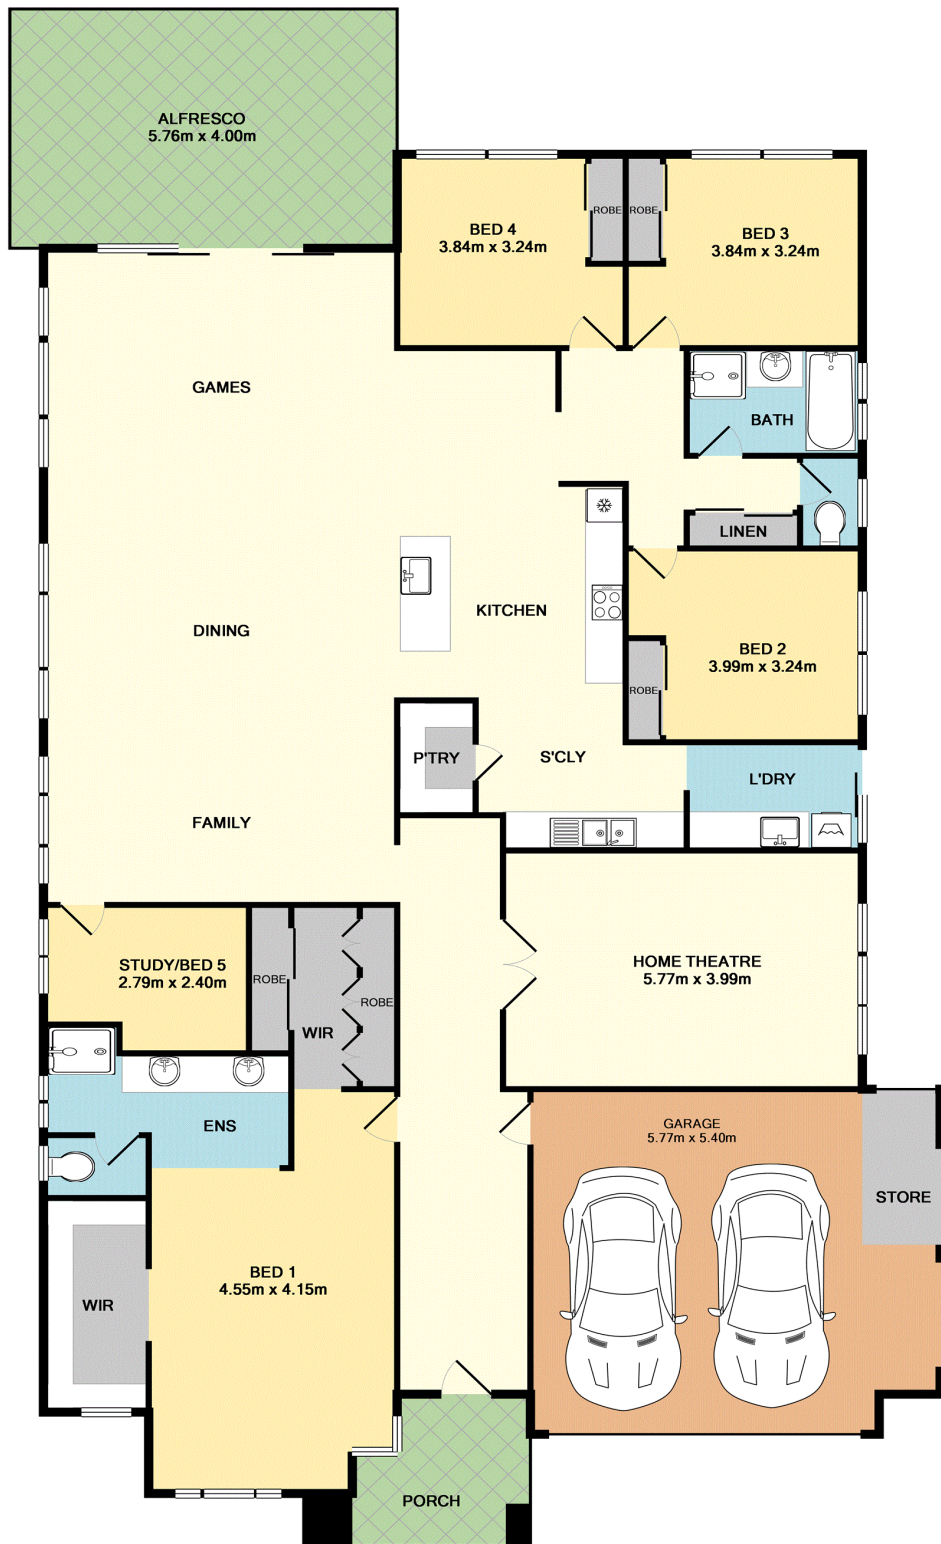 ALFRESCO
5.76m x 4.00m
BED 4
3.84m x 3.24m
ROBE
ROBE
BED 3
3.84m x 3.24m
GAMES
BATH
LINEN
KITCHEN
DINING
BED 2
3.99m x 3.24m
ROBE
P'TRY
S'CLY
L'DRY
FAMILY
STUDY/BED 5
2.79m x 2.40m
ROBE
WIR
ROBE
HOME THEATRE
5.77m x 3.99m
ENS
GARAGE
5.77m x 5.40m
STORE
BED 1
4.55m x 4.15m
WIR
PORCH